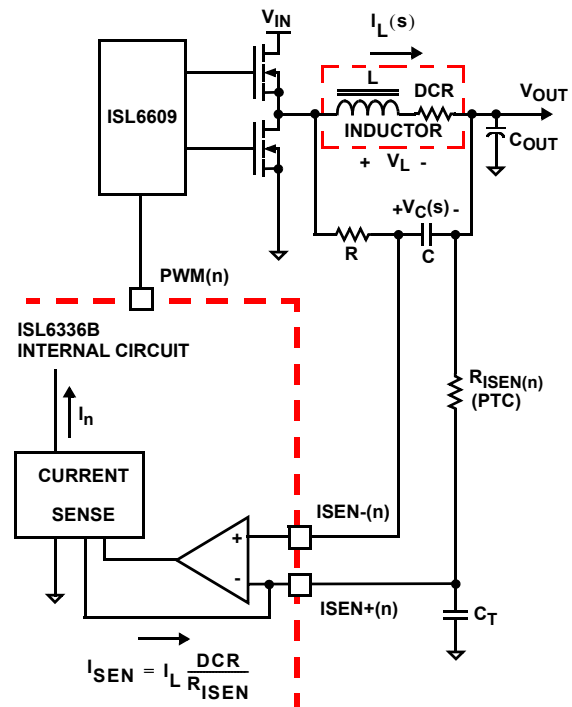 V_IN
I_L(s)
L
DCR
INDUCTOR
+ V_L -
V_OUT
C_OUT
ISL6609
+V_C(s) -
R
C
PWM(n)
ISL6336B
INTERNAL CIRCUIT
I_n
R_ISEN(n)
(PTC)
CURRENT
SENSE
ISEN-(n)
+
-
ISEN+(n)
C_T
I_SEN = I_L DCR
R_ISEN